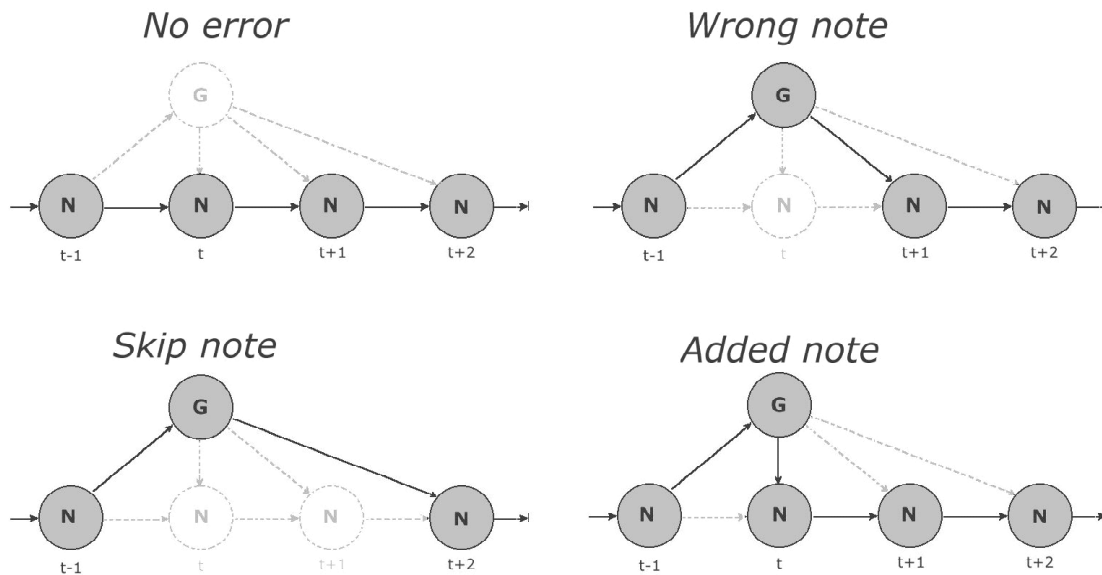 No error
Wrong note
G
G
N N N N
N N N N
t-1 t t+1 t+2
t-1 t t+1 t+2
Skip note
Added note
G
G
N N N N
N N N N
t-1 t t+1 t+2
t-1 t t+1 t+2